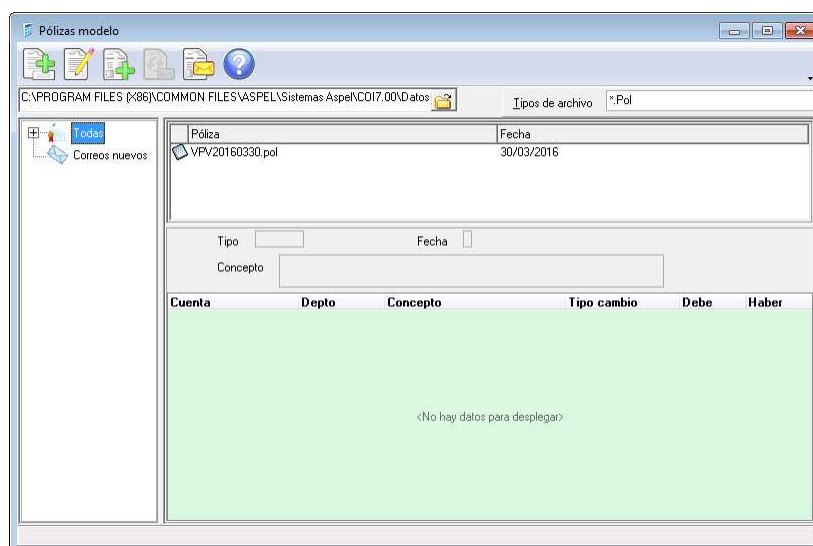 Pólizas modelo
C:\PROGRAM FILES (X86)\COMMON FILES\ASPEL\Sistemas Aspel\COI7.00\Datos
Tipos de archivo *.Pol
Todas
Correos nuevos
Póliza Fecha
VPV20160330.pol 30/03/2016
Tipo Fecha
Concepto
Cuenta Depto Concepto Tipo cambio Debe Haber
<No hay datos para desplegar>